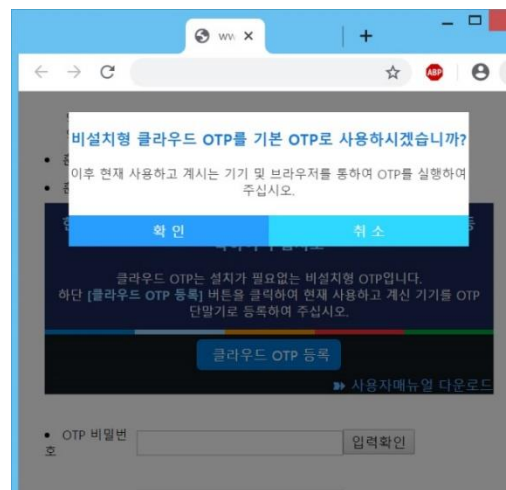 ww
ABP
비설치형 클라우드 OTP를 기본 OTP로 사용하시겠습니까?
이후 현재 사용하고 계시는 기기 및 브라우저를 통하여 OTP를 실행하여
주십시오.
확 인
취 소
클라우드 OTP는 설치가 필요없는 비설치형 OTP입니다.
하단 [클라우드 OTP 등록] 버튼을 클릭하여 현재 사용하고 계신 기기를 OTP
단말기로 등록하여 주십시오.
클라우드 OTP 등록
사용자매뉴얼 다운로드
OTP 비밀번
호
입력확인